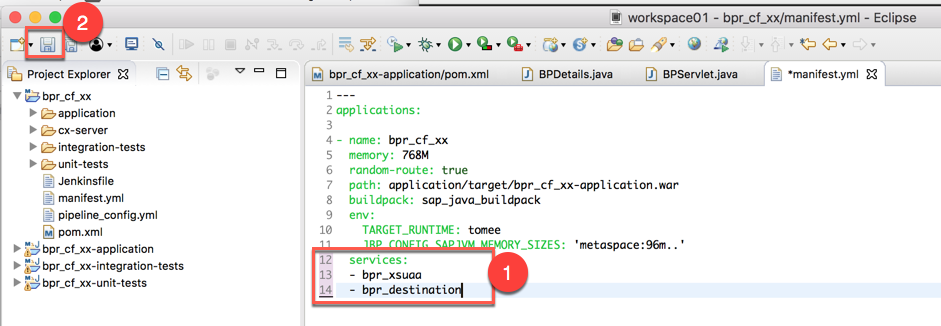 2
workspace01 - bpr_cf_xx/manifest.yml - Eclipse
Project Explorer
bpr_cf_xx-application/pom.xml
BPDetails.java
BPServlet.java
*manifest.yml
bpr_cf_xx
application
cx-server
integration-tests
unit-tests
Jenkinsfile
manifest.yml
pipeline_config.yml
pom.xml
bpr_cf_xx-application
bpr_cf_xx-integration-tests
bpr_cf_xx-unit-tests
1 ---
2 applications:
3
4 - name: bpr_cf_xx
5 memory: 768M
6 random-route: true
7 path: application/target/bpr_cf_xx-application.war
8 buildpack: sap_java_buildpack
9 env:
10 TARGET_RUNTIME: tomee
11 JBP_CONFIG_SAPJVM_MEMORY_SIZES: 'metaspace:96m..'
12 services:
13 - bpr_xsuaa
14 - bpr_destination
1